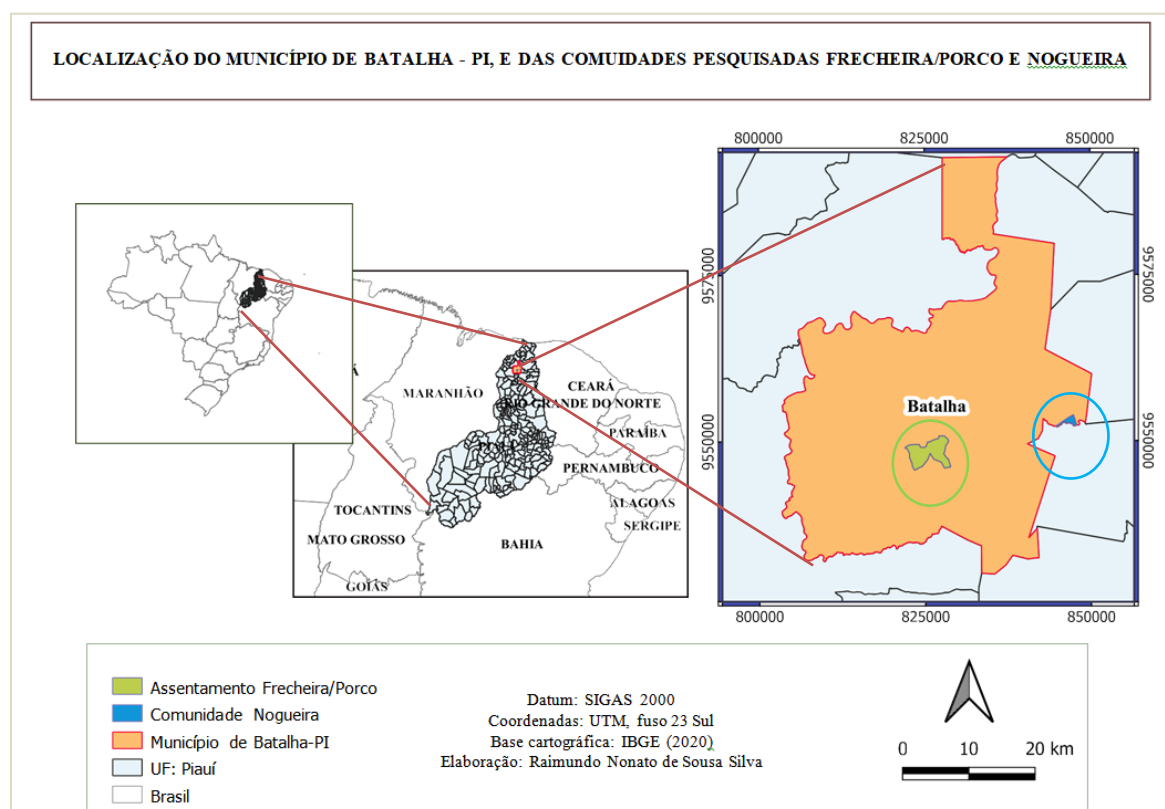 LOCALIZAÇÃO DO MUNICÍPIO DE BATALHA - PI, E DAS COMUIDADES PESQUISADAS FRECHEIRA/PORCO E NOGUEIRA
800000
825000
850000
9575000
9575000
9550000
9550000
Batalha
800000
825000
850000
MARANHÃO
CEARÁ
RIO GRANDE DO NORTE
PARAÍBA
PERNAMBUCO
ALAGOAS
SERGIPE
TOCANTINS
MATO GROSSO
BAHIA
GOIÁS
Assentamento Frecheira/Porco
Comunidade Nogueira
Município de Batalha-PI
UF: Piauí
Brasil
Datum: SIGAS 2000
Coordenadas: UTM, fuso 23 Sul
Base cartográfica: IBGE (2020)
Elaboração: Raimundo Nonato de Sousa Silva
0 10 20 km